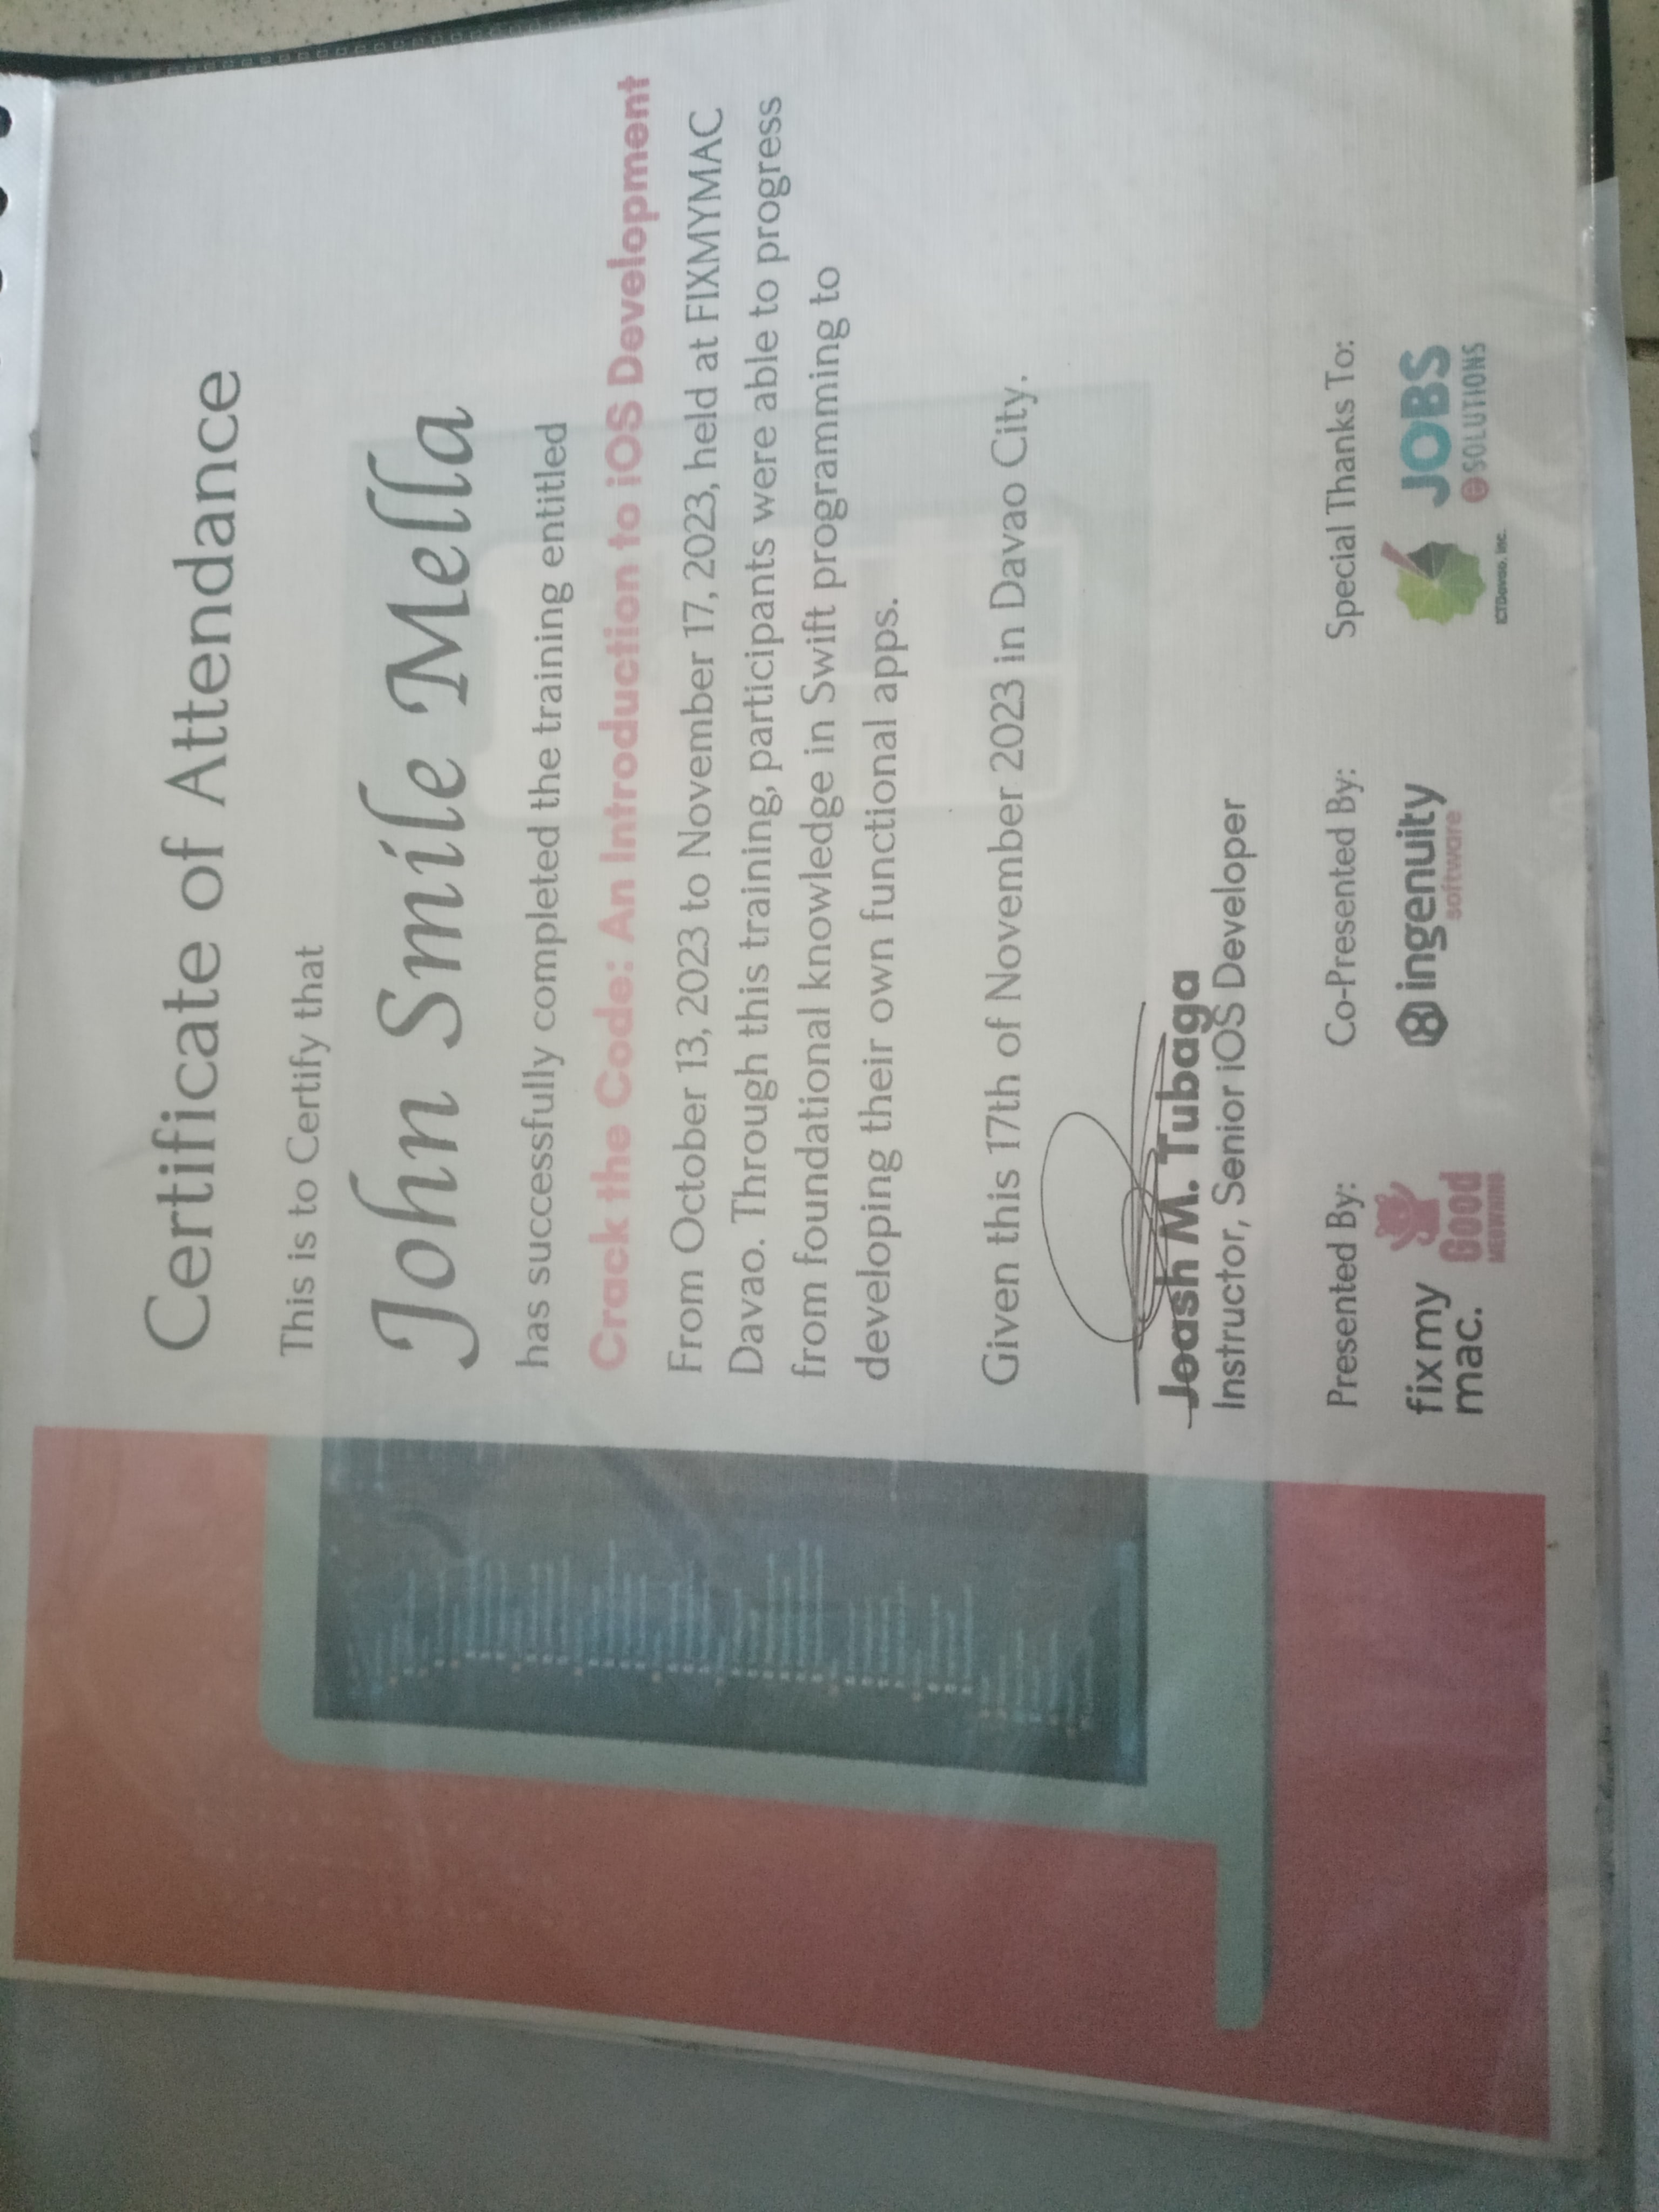 Certificate of Attendance
This is to Certify that
John Smile Mella
has successfully completed the training entitled
Crack the Code: An Introduction to iOS Development
From October 13, 2023 to November 17, 2023, held at FIXMYMAC
Davao. Through this training, participants were able to progress
from foundational knowledge in Swift programming to
developing their own functional apps.
Given this 17th of November 2023 in Davao City.
Joash M. Tubaga
Instructor, Senior iOS Developer
Presented By:
Co-Presented By:
Special Thanks To:
fix my
mac.
Good
MEOWNING
ingenuity
software
ICTDavao, Inc.
JOBS
e SOLUTIONS